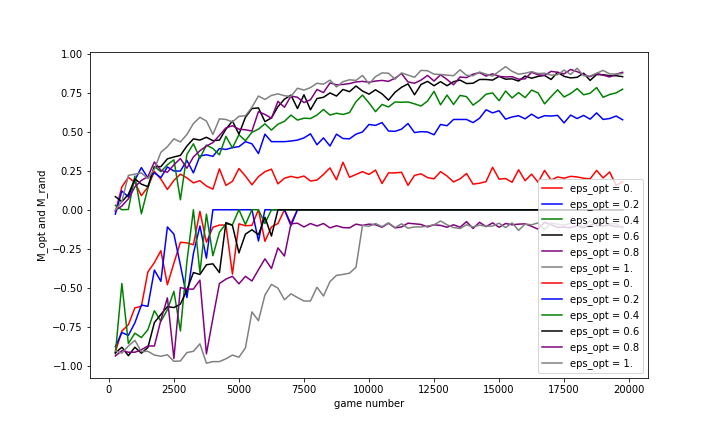 1.00
0.75
0.50
0.25
0.00
−0.25
−0.50
−0.75
−1.00
M_opt and M_rand
0
2500
5000
7500
10000
12500
15000
17500
20000
game number
eps_opt = 0.
eps_opt = 0.2
eps_opt = 0.4
eps_opt = 0.6
eps_opt = 0.8
eps_opt = 1.
eps_opt = 0.
eps_opt = 0.2
eps_opt = 0.4
eps_opt = 0.6
eps_opt = 0.8
eps_opt = 1.